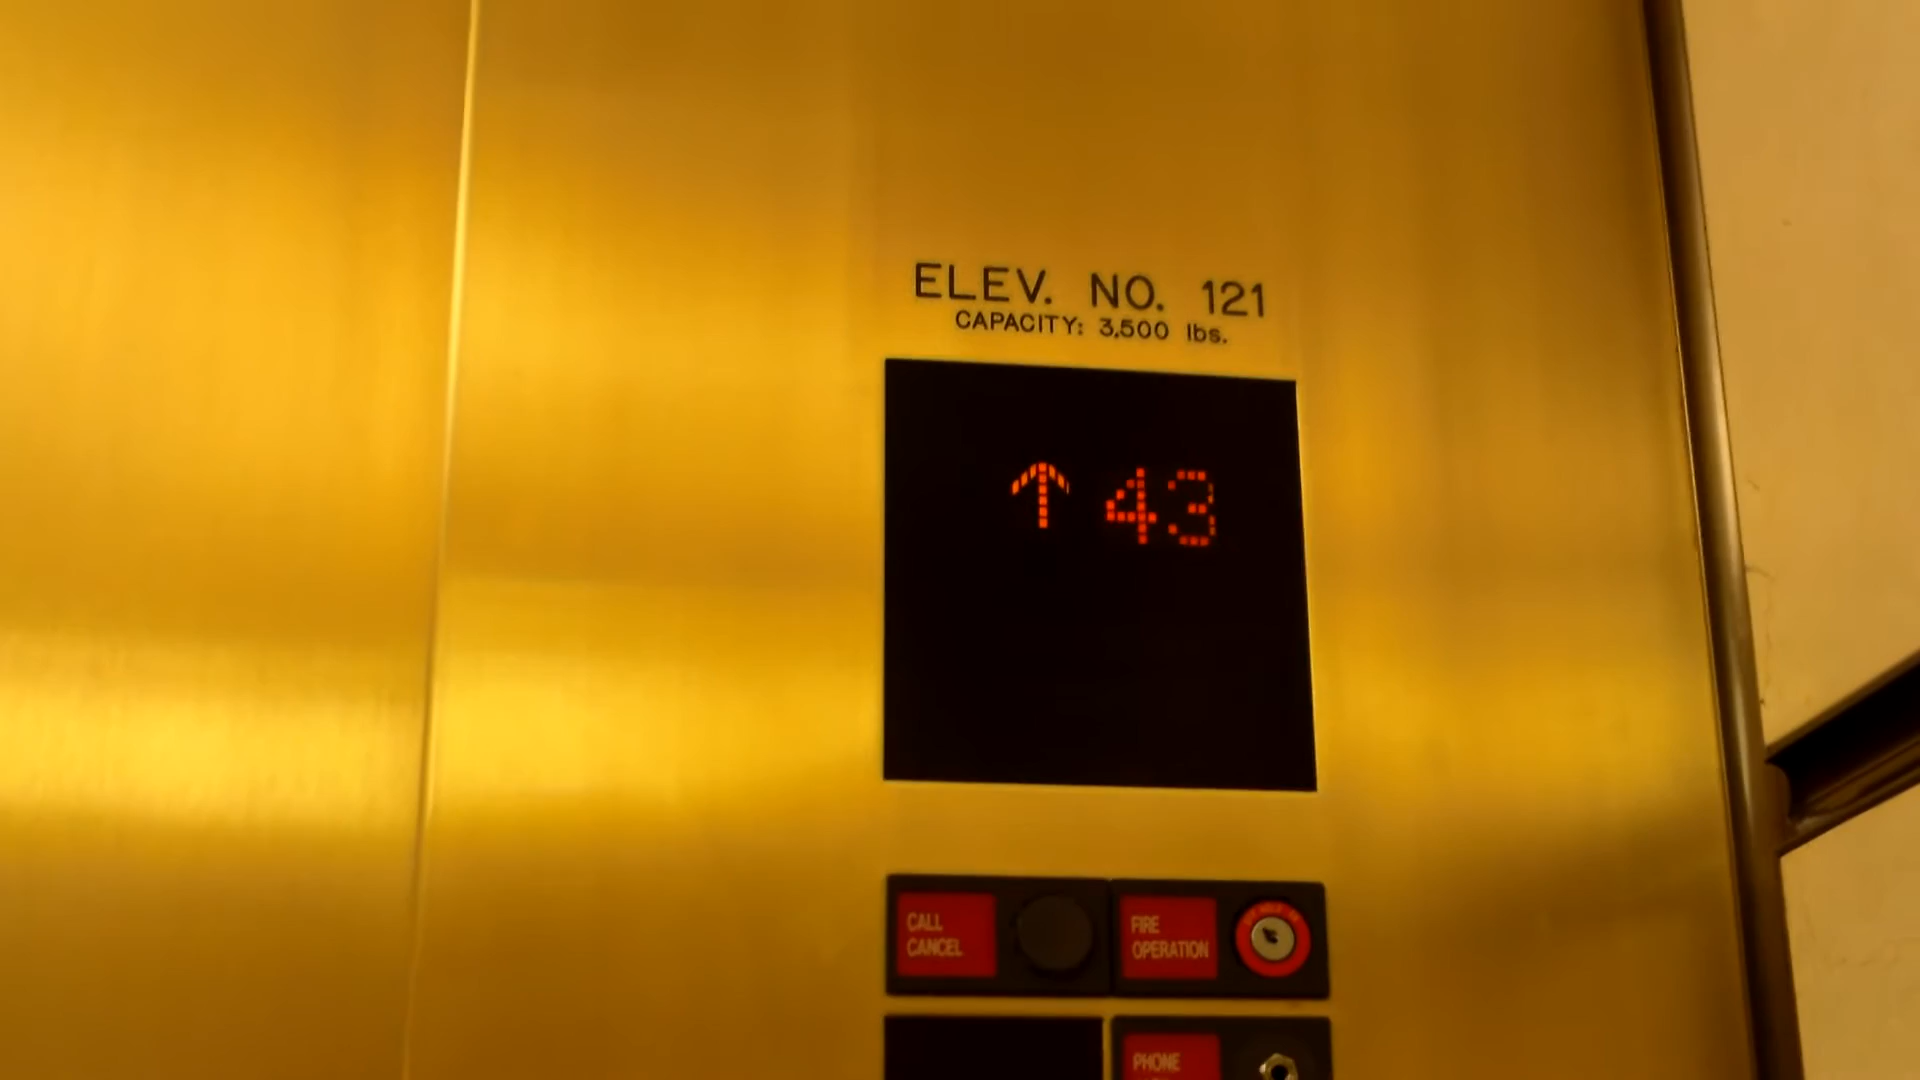 ELEV. NO. 121
CAPACITY: 3,500 lbs.
↑ 43
CALL
CANCEL
FIRE
OPERATION
PHONE